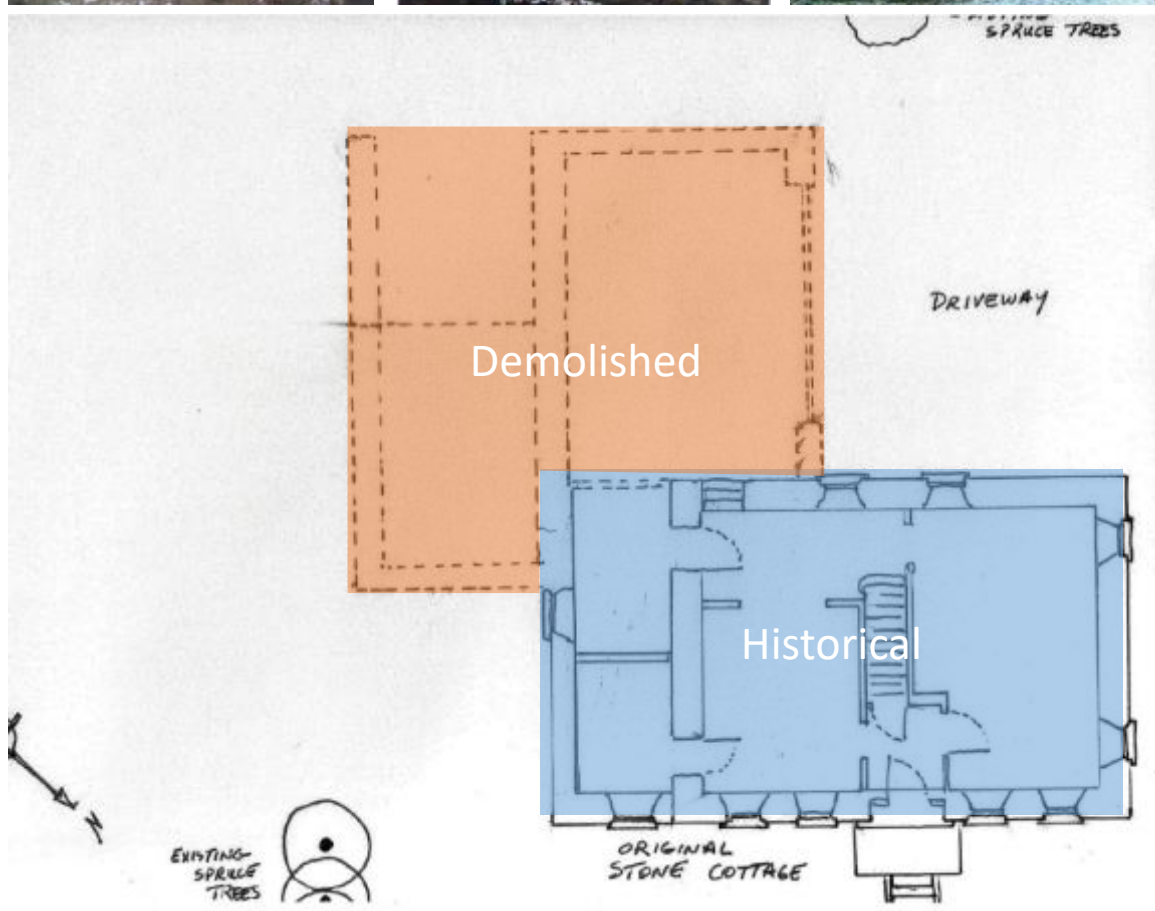 SPRUCE TREES
DRIVEWAY
Demolished
Historical
N
EXISTING
SPRUCE
TREES
ORIGINAL
STONE COTTAGE